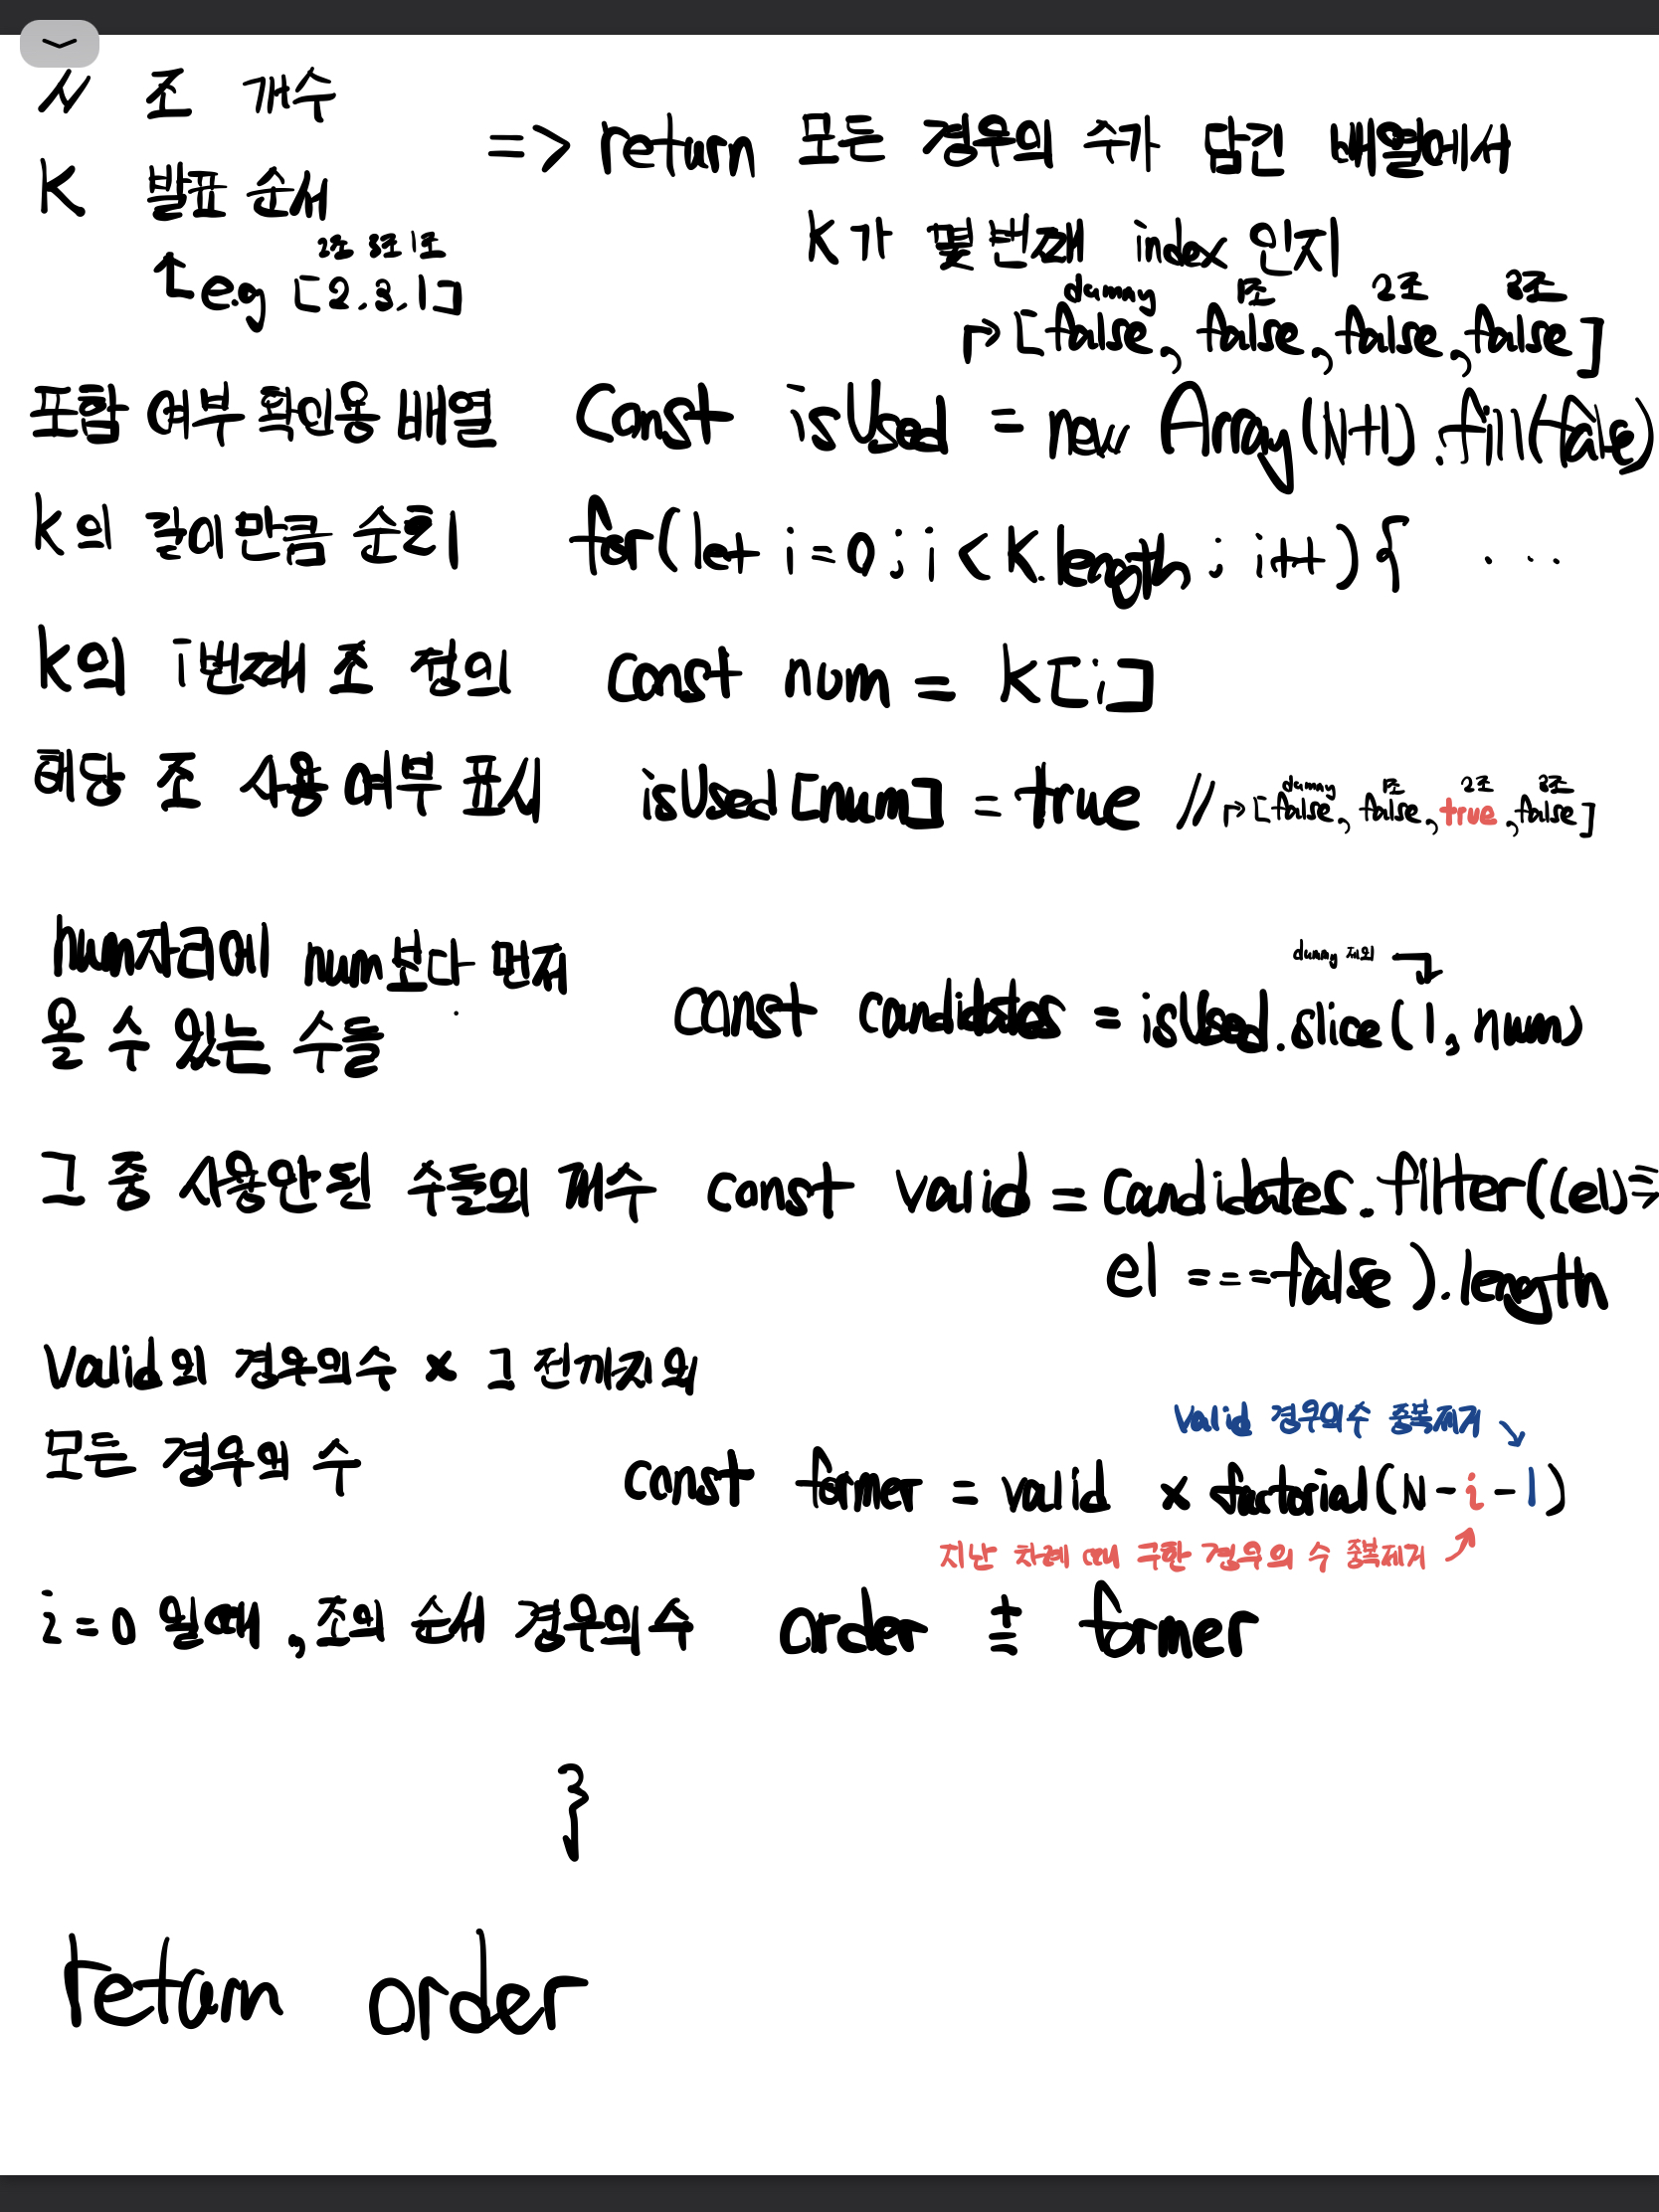 N 조 개수
K 발표 순서
=> return 모든 경우의 수가 담긴 배열에서
K가 몇 번째 index 인지
2조 3조 1조
↑ e.g [2.3.1]
dummy 1조 2조 3조
↱ [false, false, false, false]
포함 여부 확인용 배열 const isUsed = new Array(N+1).fill(false)
K의 길이만큼 순회 for(let i=0; i<K.length; i++){ ...
K의 i번째 조 정의 const num = K[i]
해당 조 사용 여부 표시 isUsed[num] = true // ↱ [false, false, true, false]
dummy 1조 2조 3조
num자리에 num보다 먼저
올 수 있는 수들
dummy 제외
const candidates = isUsed.slice(1, num)
그 중 사용안된 수들의 개수 const valid = candidates.filter((el)=>
el === false).length
Valid의 경우의수 x 그 전까지의
모든 경우의 수
Valid 경우의수 중복제거
const former = valid x factorial(N-i-1)
지난 차례 때 구한 경우의 수 중복제거
i=0 일때, 조의 순서 경우의수 order += former
}
return order